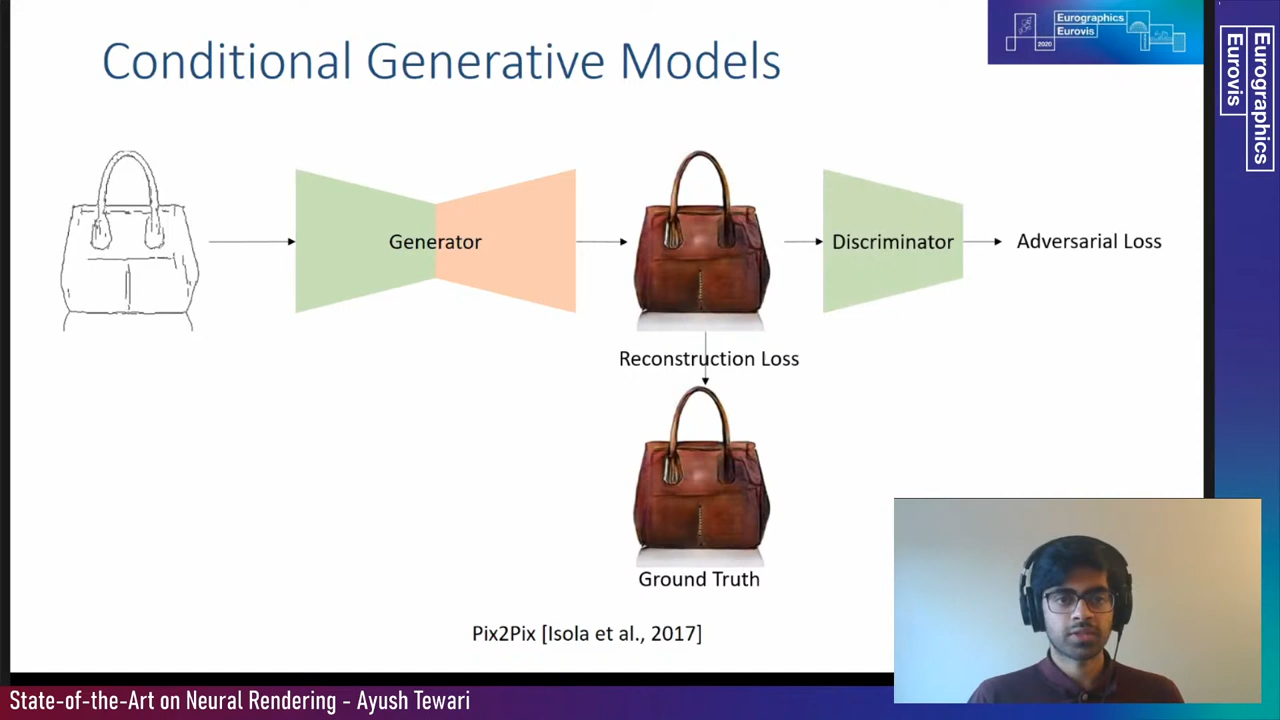 Conditional Generative Models
Eurographics
Eurovis
2020
Eurographics
Eurovis
Generator
Discriminator
Adversarial Loss
Reconstruction Loss
Ground Truth
Pix2Pix [Isola et al., 2017]
State-of-the-Art on Neural Rendering - Ayush Tewari